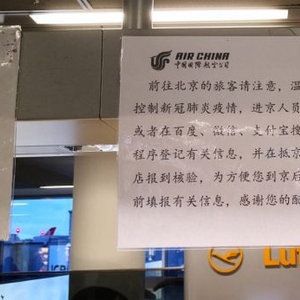 AIR CHINA
中国国际航空公司
前往北京的旅客请注意，温
控制新冠肺炎疫情，进京人员
或者在百度、微信、支付宝搜
程序登记有关信息，并在抵京
店报到核验，为方便您到京后
前填报有关信息，感谢您的配
Lu